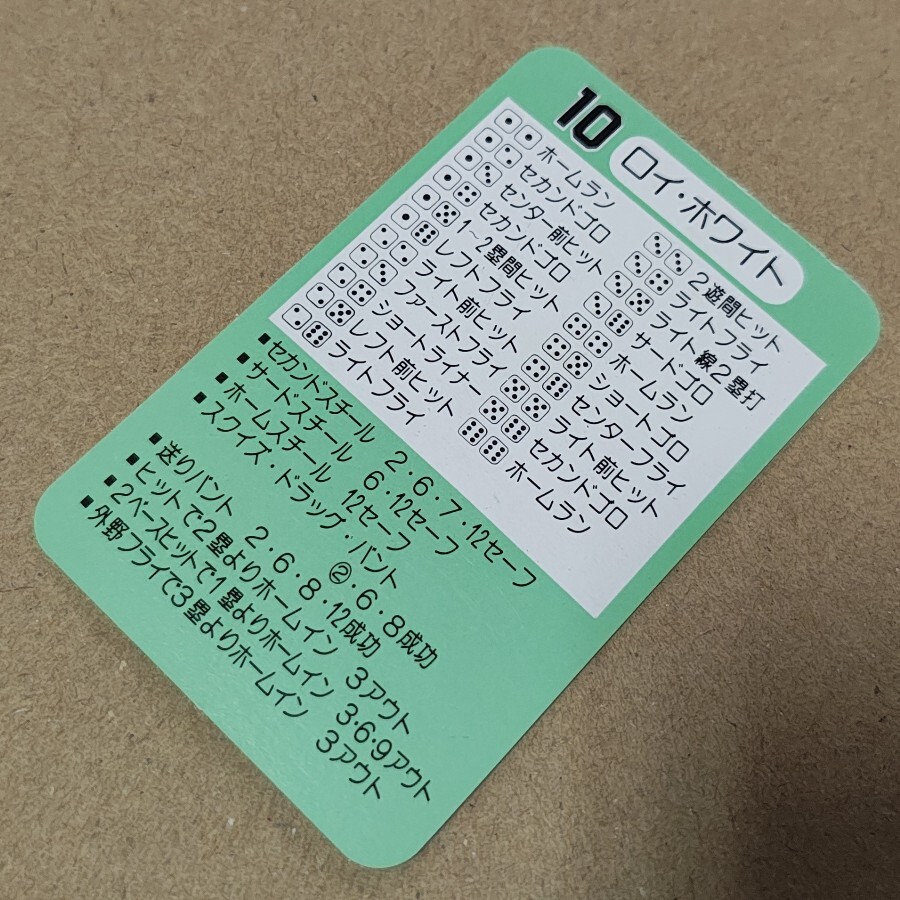 10 ロイ・ホワイト
ホームラン
セカンドゴロ
センター前ヒット
セカンドゴロ
1~2塁間ヒット
レフトフライ
ライト前ヒット
ファーストフライ
ショートライナー
レフト前ヒット
ライトフライ
2遊間ヒット
ライトフライ
ライト線2塁打
サードゴロ
ホームラン
ショートゴロ
センターフライ
ライト前ヒット
セカンドゴロ
ホームラン
■セカンドスチール 2・6・7・12セーフ
■サードスチール 6・12セーフ
■ホームスチール 12セーフ
■スクイズ・ドラッグ・バント ②・6・8成功
■送りバント 2・6・8・12成功
■ヒットで2塁よりホームイン 3アウト
■2ベースヒットで1塁よりホームイン 3・6・9アウト
■外野フライで3塁よりホームイン 3アウト